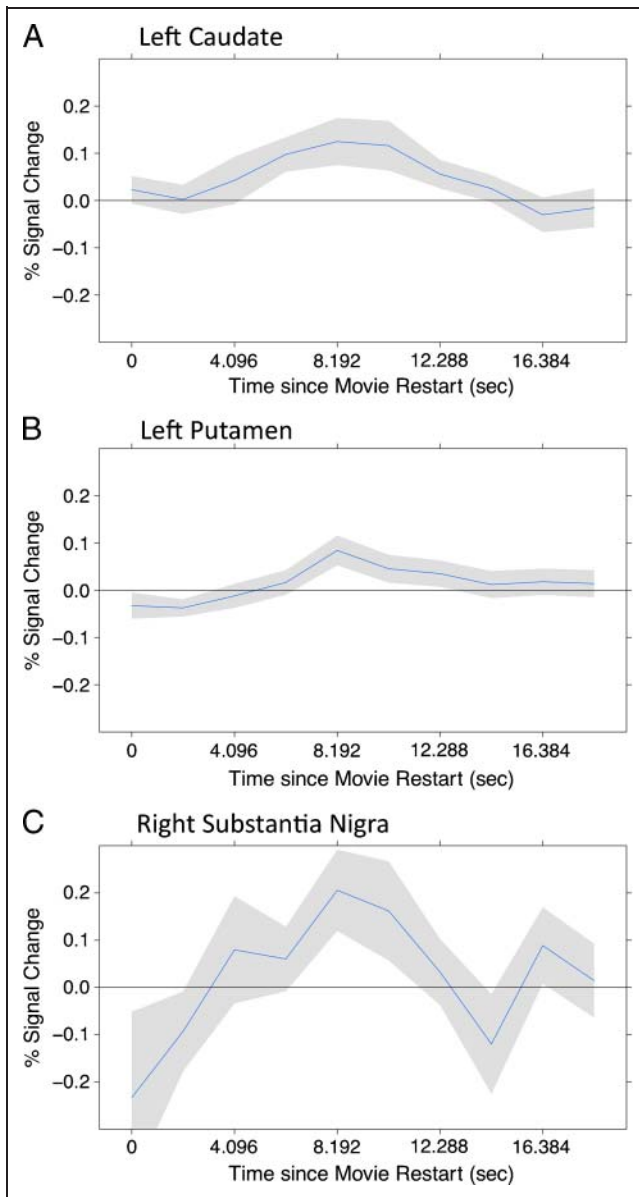 A Left Caudate
0.2
0.1
0.0
−0.1
−0.2
% Signal Change
0 4.096 8.192 12.288 16.384
Time since Movie Restart (sec)
B Left Putamen
0.2
0.1
0.0
−0.1
−0.2
% Signal Change
0 4.096 8.192 12.288 16.384
Time since Movie Restart (sec)
C Right Substantia Nigra
0.2
0.1
0.0
−0.1
−0.2
% Signal Change
0 4.096 8.192 12.288 16.384
Time since Movie Restart (sec)